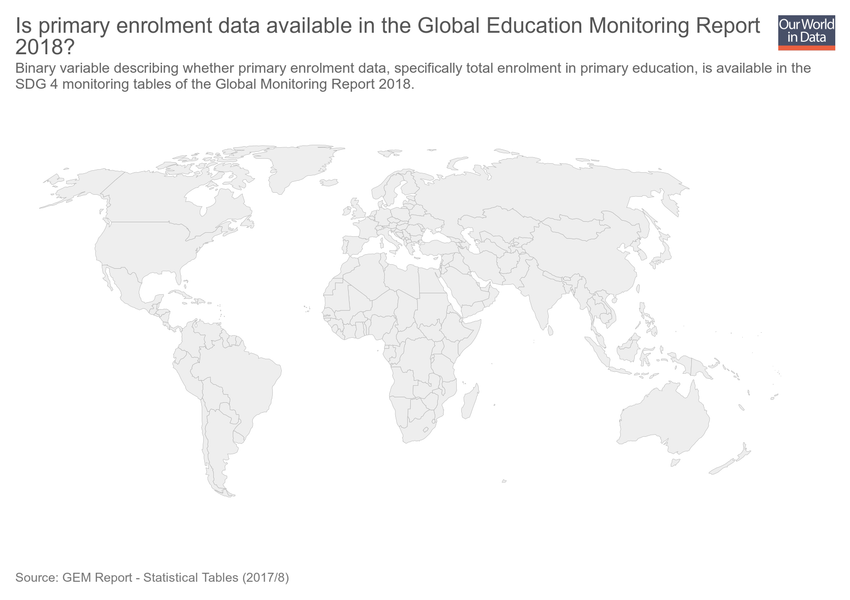 Is primary enrolment data available in the Global Education Monitoring Report
2018?
Our World
in Data
Binary variable describing whether primary enrolment data, specifically total enrolment in primary education, is available in the
SDG 4 monitoring tables of the Global Monitoring Report 2018.
Source: GEM Report - Statistical Tables (2017/8)